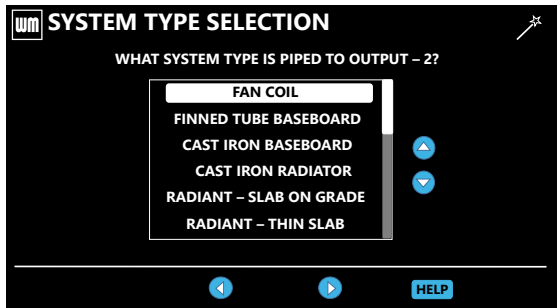 wm SYSTEM TYPE SELECTION
WHAT SYSTEM TYPE IS PIPED TO OUTPUT – 2?
FAN COIL
FINNED TUBE BASEBOARD
CAST IRON BASEBOARD
CAST IRON RADIATOR
RADIANT – SLAB ON GRADE
RADIANT – THIN SLAB
HELP